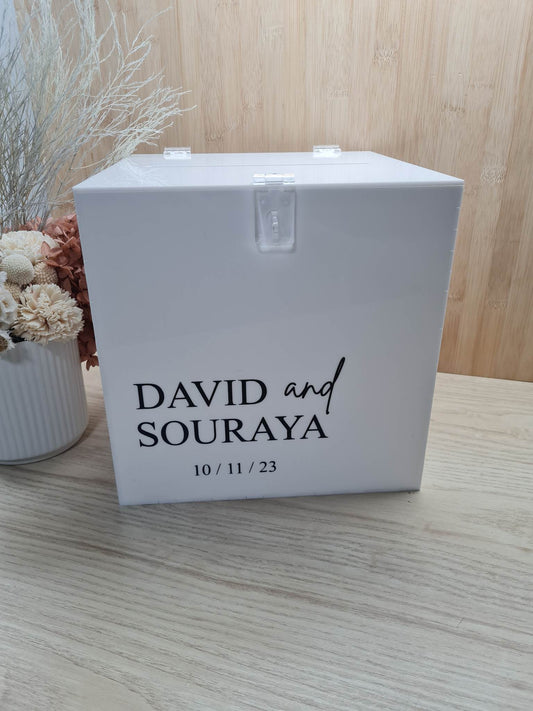 DAVID and
SOURAYA
10 / 11 / 23